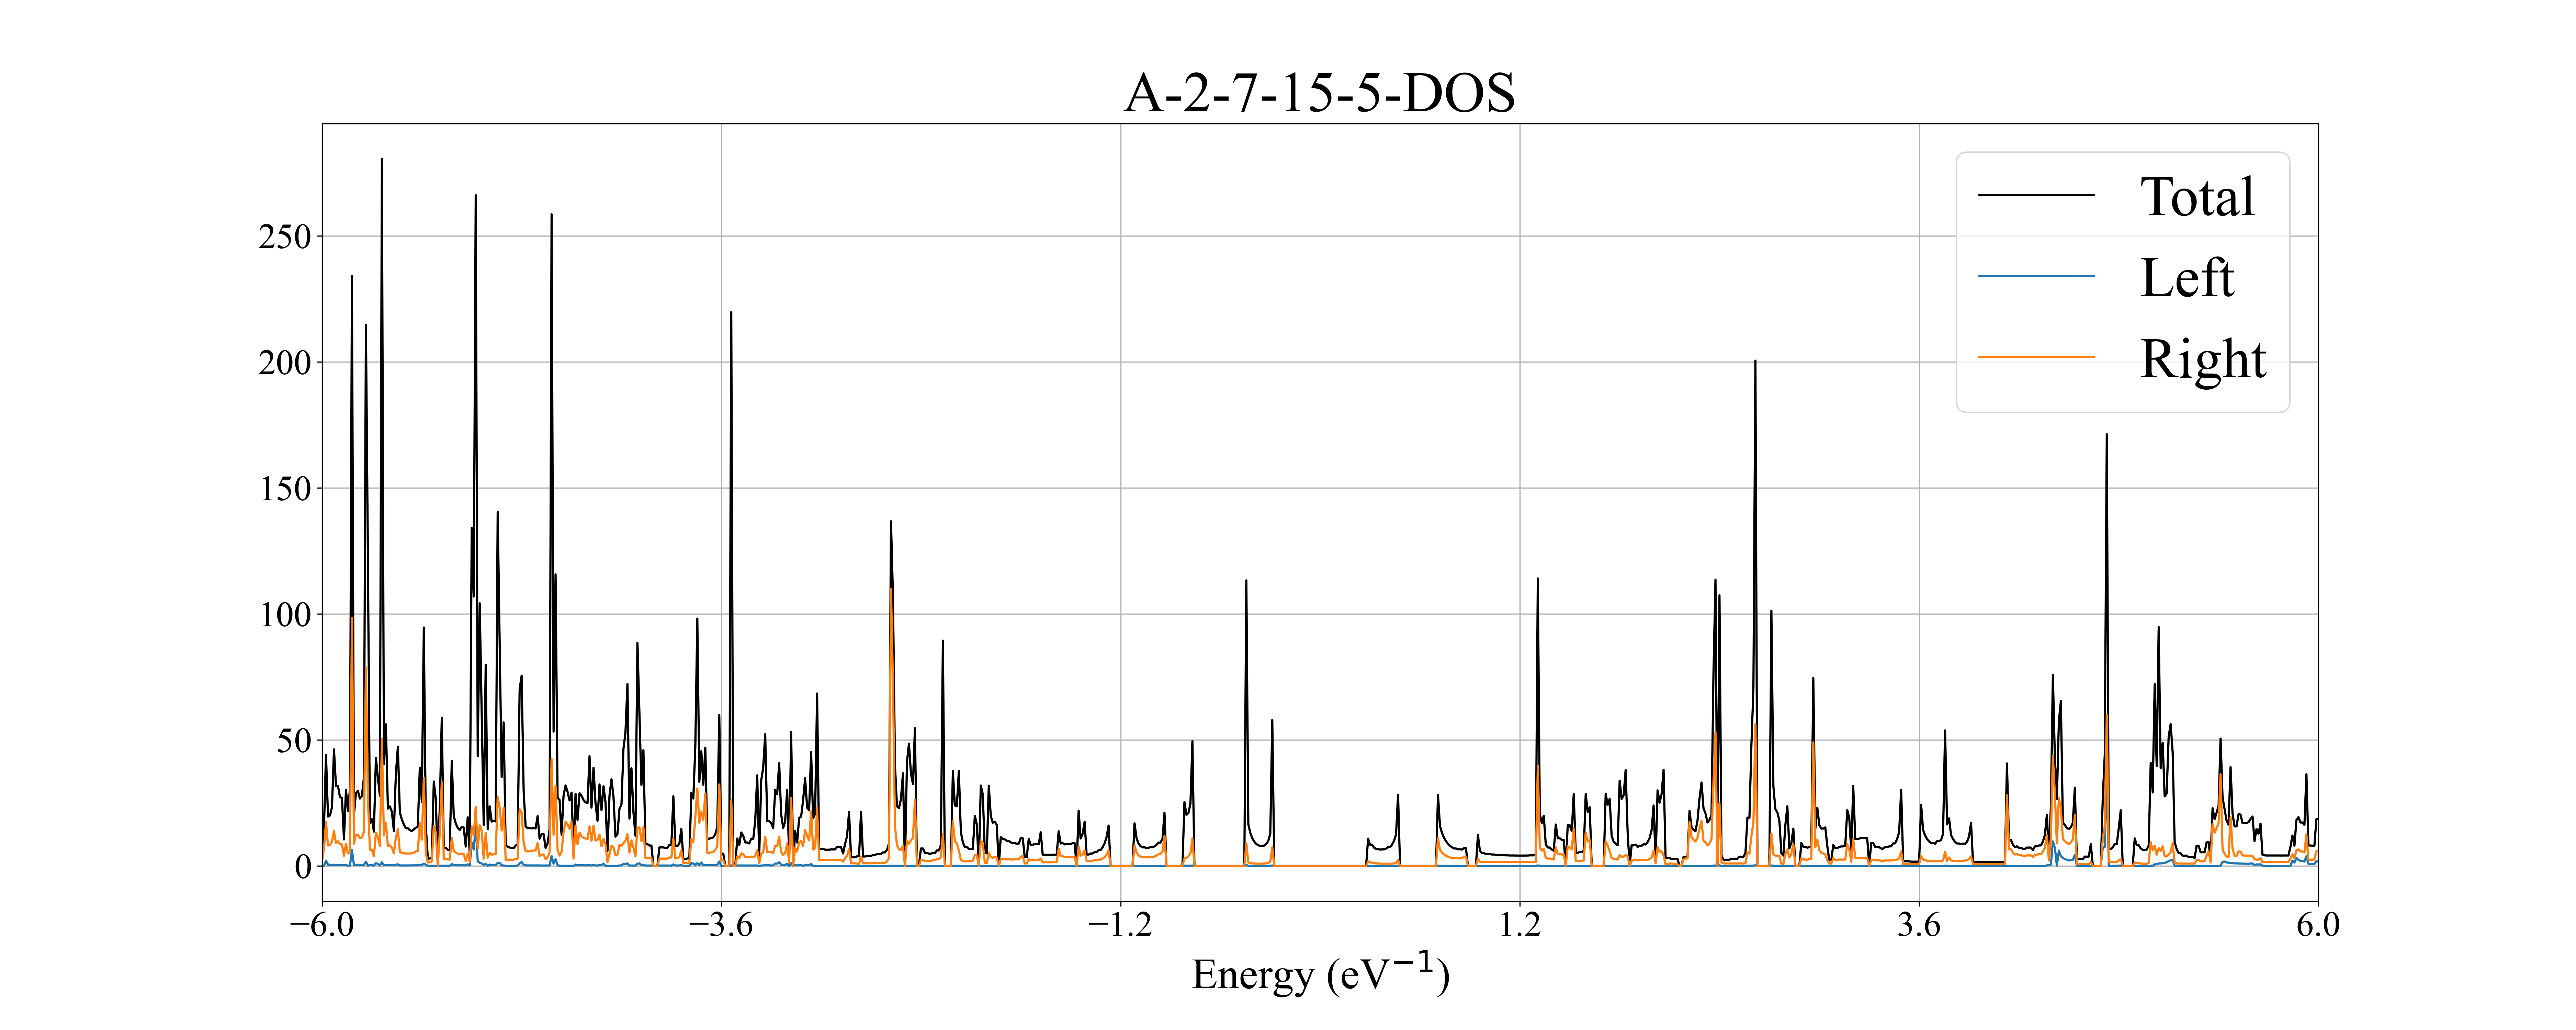 A-2-7-15-5-DOS
Total
Left
Right
250
200
150
100
50
0
−6.0 −3.6 −1.2 1.2 3.6 6.0
Energy (eV⁻¹)